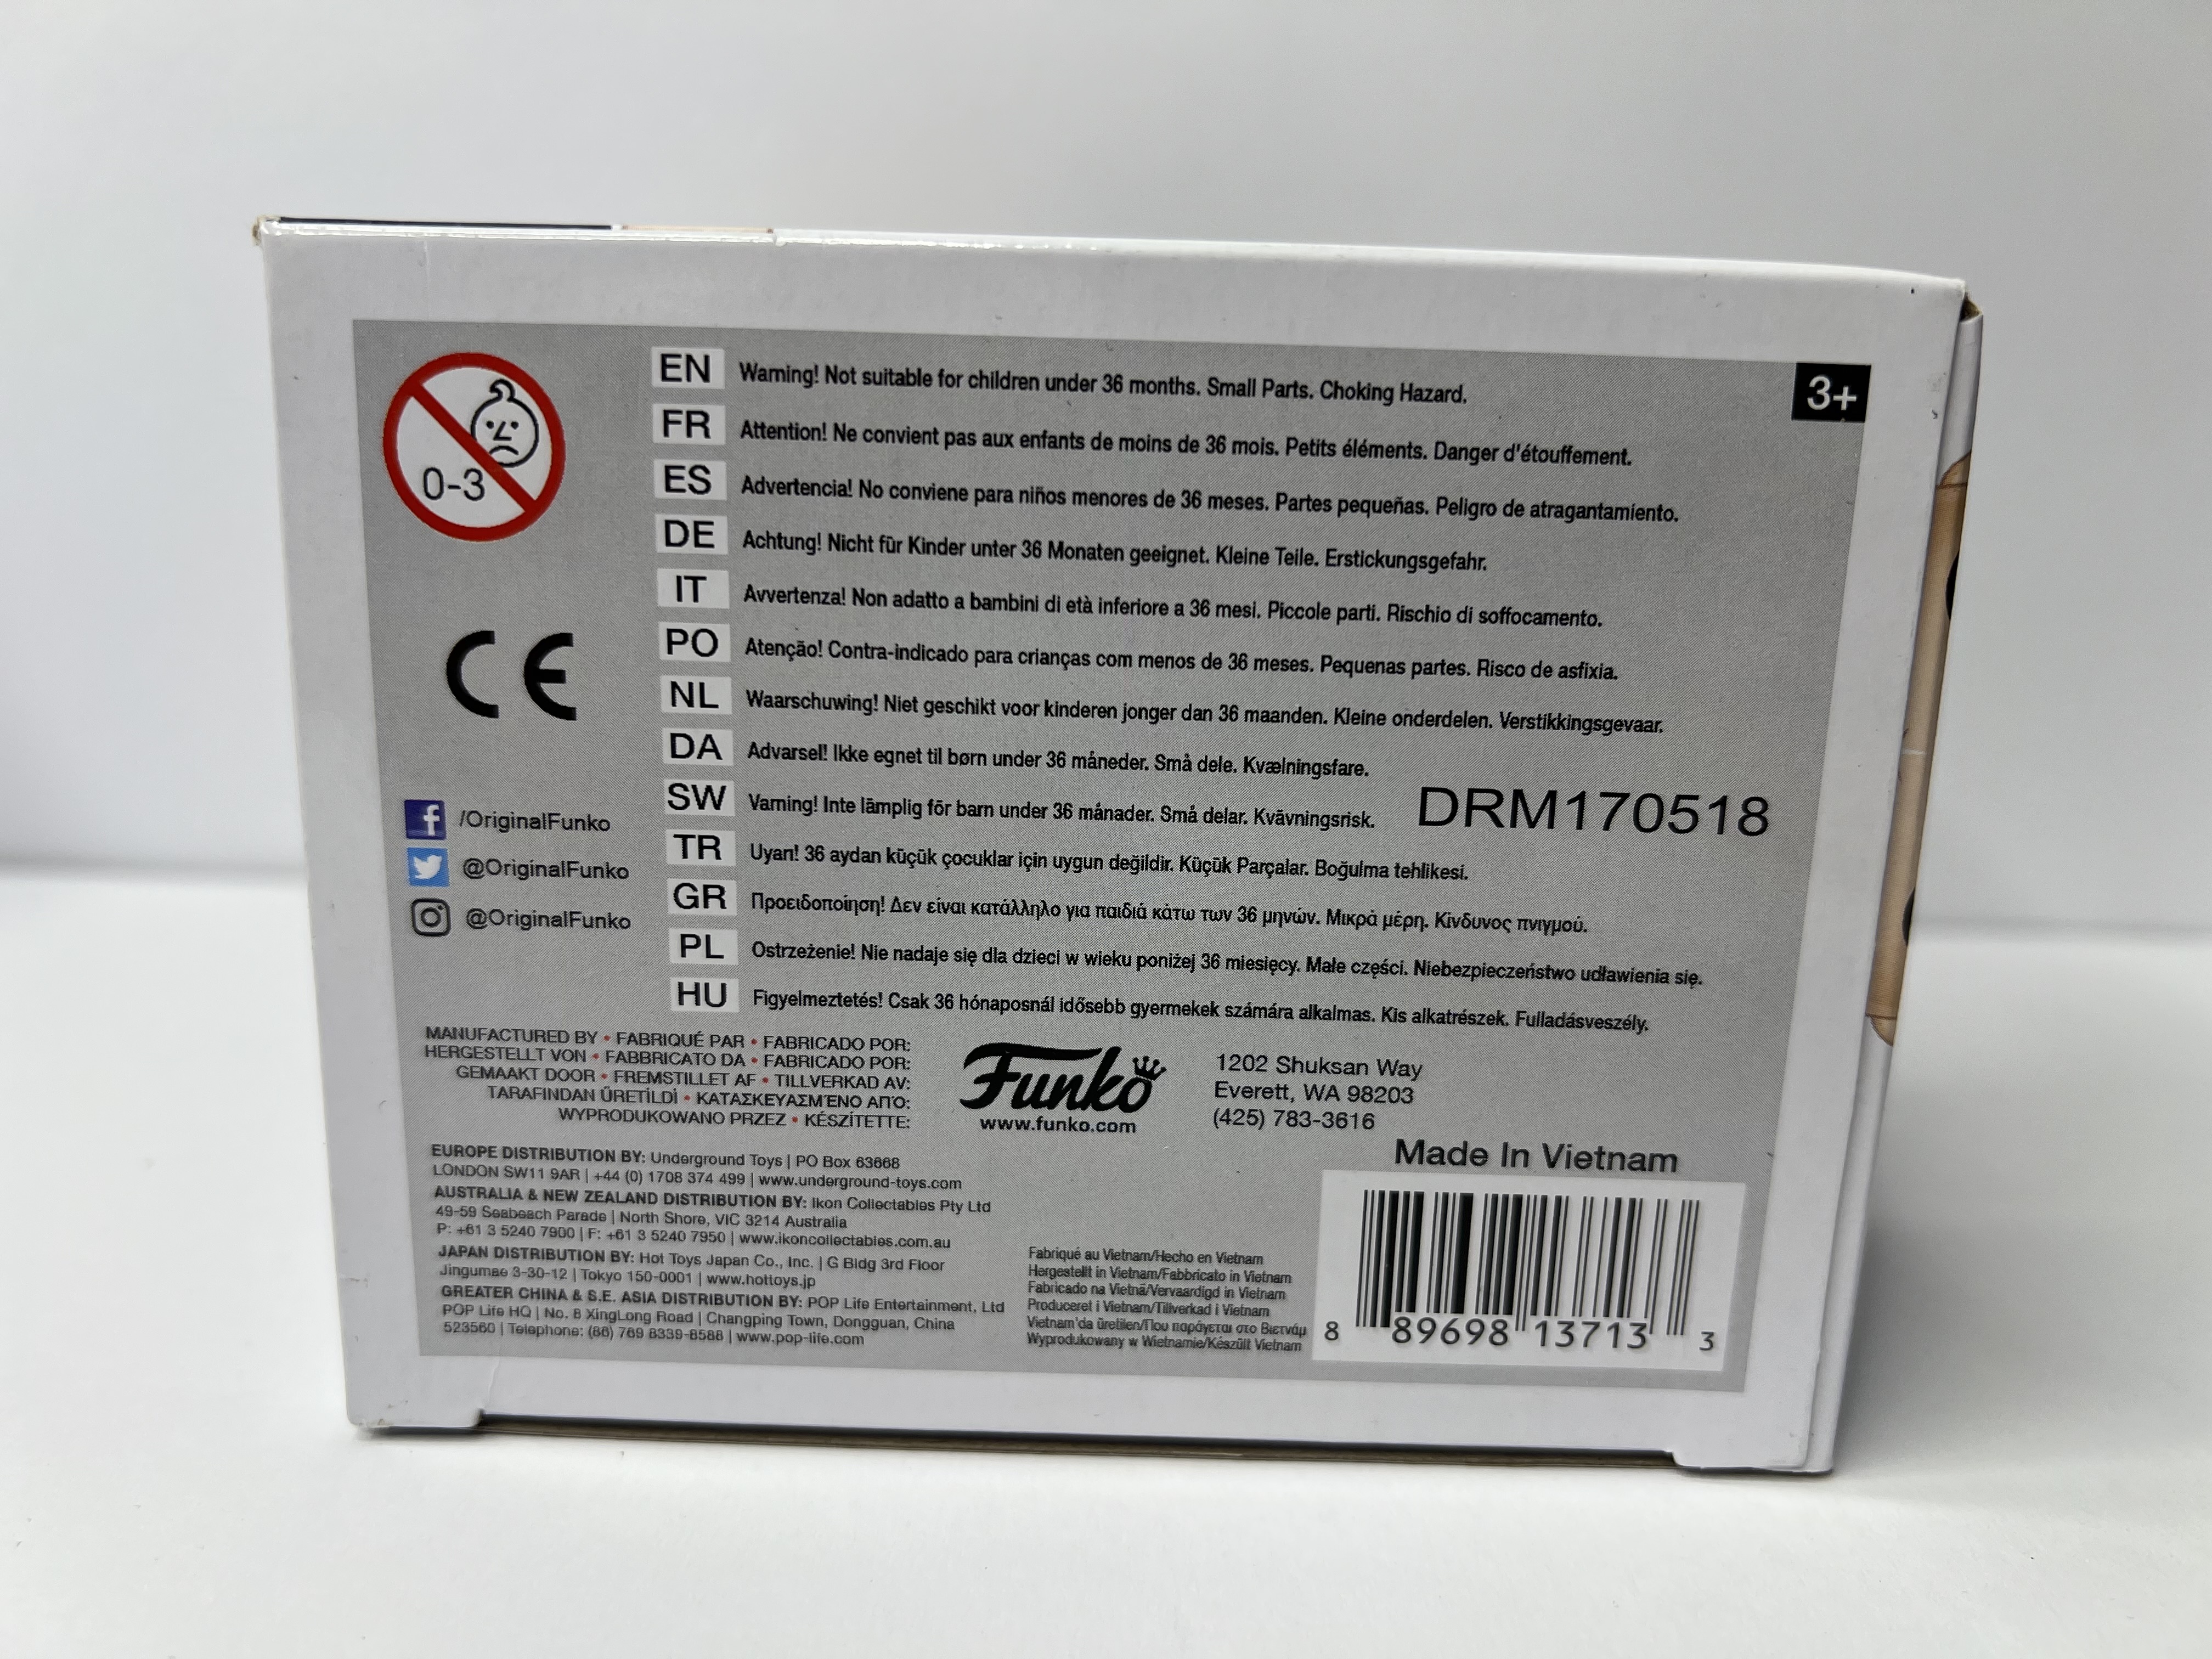 0-3
EN Warning! Not suitable for children under 36 months. Small Parts. Choking Hazard.
3+
FR Attention! Ne convient pas aux enfants de moins de 36 mois. Petits éléments. Danger d'étouffement.
ES Advertencia! No conviene para niños menores de 36 meses. Partes pequeñas. Peligro de atragantamiento.
DE Achtung! Nicht für Kinder unter 36 Monaten geeignet. Kleine Teile. Erstickungsgefahr.
IT Avvertenza! Non adatto a bambini di età inferiore a 36 mesi. Piccole parti. Rischio di soffocamento.
PO Atenção! Contra-indicado para crianças com menos de 36 meses. Pequenas partes. Risco de asfixia.
NL Waarschuwing! Niet geschikt voor kinderen jonger dan 36 maanden. Kleine onderdelen. Verstikkingsgevaar.
DA Advarsel! Ikke egnet til børn under 36 måneder. Små dele. Kvælningsfare.
SW Varning! Inte lämplig för barn under 36 månader. Små delar. Kvävningsrisk.
DRM170518
TR Uyarı! 36 aydan küçük çocuklar için uygun değildir. Küçük Parçalar. Boğulma tehlikesi.
GR Προειδοποίηση! Δεν είναι κατάλληλο για παιδιά κάτω των 36 μηνών. Μικρά μέρη. Κίνδυνος πνιγμού.
PL Ostrzeżenie! Nie nadaje się dla dzieci w wieku poniżej 36 miesięcy. Małe części. Niebezpieczeństwo udławienia się.
HU Figyelmeztetés! Csak 36 hónaposnál idősebb gyermekek számára alkalmas. Kis alkatrészek. Fulladásveszély.
CE
/OriginalFunko
@OriginalFunko
@OriginalFunko
MANUFACTURED BY • FABRIQUÉ PAR • FABRICADO POR:
HERGESTELLT VON • FABBRICATO DA • FABRICADO POR:
GEMAAKT DOOR • FREMSTILLET AF • TILLVERKAD AV:
TARAFINDAN ÜRETİLDİ • ΚΑΤΑΣΚΕΥΑΣΜΈΝΟ ΑΠΌ:
WYPRODUKOWANO PRZEZ • KÉSZÍTETTE:
Funko
www.funko.com
1202 Shuksan Way
Everett, WA 98203
(425) 783-3616
Made In Vietnam
EUROPE DISTRIBUTION BY: Underground Toys | PO Box 63668
LONDON SW11 9AR | +44 (0) 1708 374 499 | www.underground-toys.com
AUSTRALIA & NEW ZEALAND DISTRIBUTION BY: Ikon Collectables Pty Ltd
49-59 Seabeach Parade | North Shore, VIC 3214 Australia
P: +61 3 5240 7900 | F: +61 3 5240 7950 | www.ikoncollectables.com.au
JAPAN DISTRIBUTION BY: Hot Toys Japan Co., Inc. | G Bldg 3rd Floor
Jingumae 3-30-12 | Tokyo 150-0001 | www.hottoys.jp
GREATER CHINA & S.E. ASIA DISTRIBUTION BY: POP Life Entertainment, Ltd
POP Life HQ | No. 8 XingLong Road | Changping Town, Dongguan, China
523560 | Telephone: (86) 769 8339-8588 | www.pop-life.com
Fabriqué au Vietnam/Hecho en Vietnam
Hergestellt in Vietnam/Fabbricato in Vietnam
Fabricado na Vietnã/Vervaardigd in Vietnam
Produceret i Vietnam/Tillverkad i Vietnam
Vietnam'da üretilen/Που παράγεται στο Βιετνάμ
Wyprodukowany w Wietnamie/Készült Vietnam
8 89698 13713 3